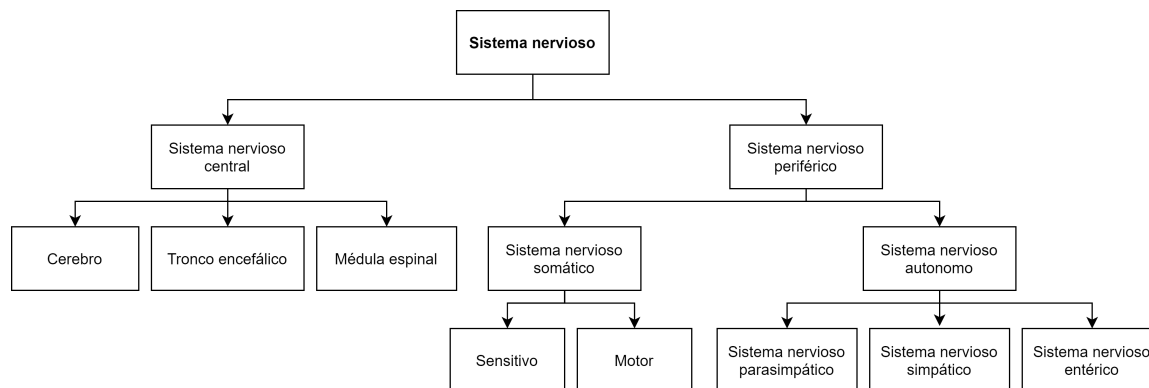 Sistema nervioso
Sistema nervioso
central
Sistema nervioso
periférico
Cerebro
Tronco encefálico
Médula espinal
Sistema nervioso
somático
Sistema nervioso
autonomo
Sensitivo
Motor
Sistema nervioso
parasimpático
Sistema nervioso
simpático
Sistema nervioso
entérico